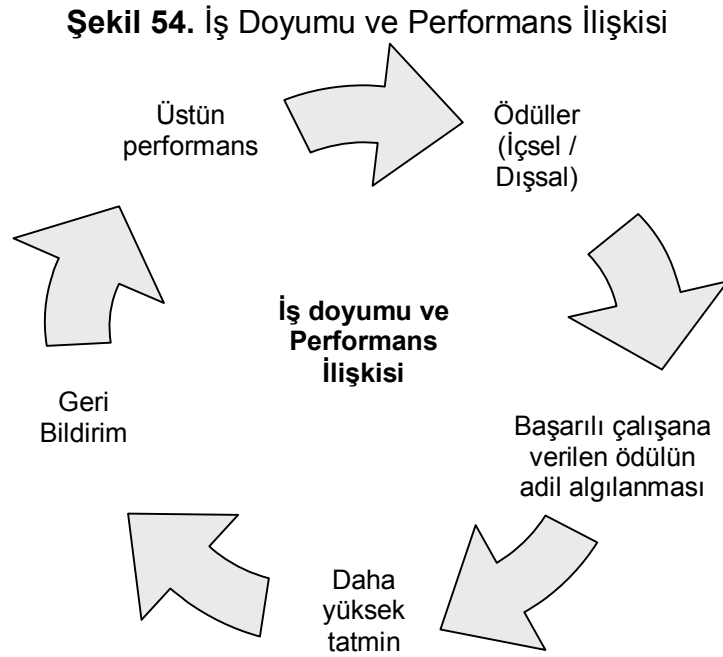 Şekil 54. İş Doyumu ve Performans İlişkisi
Üstün
performans
Ödüller
(İçsel /
Dışsal)
İş doyumu ve
Performans
İlişkisi
Geri
Bildirim
Başarılı çalışana
verilen ödülün
adil algılanması
Daha
yüksek
tatmin